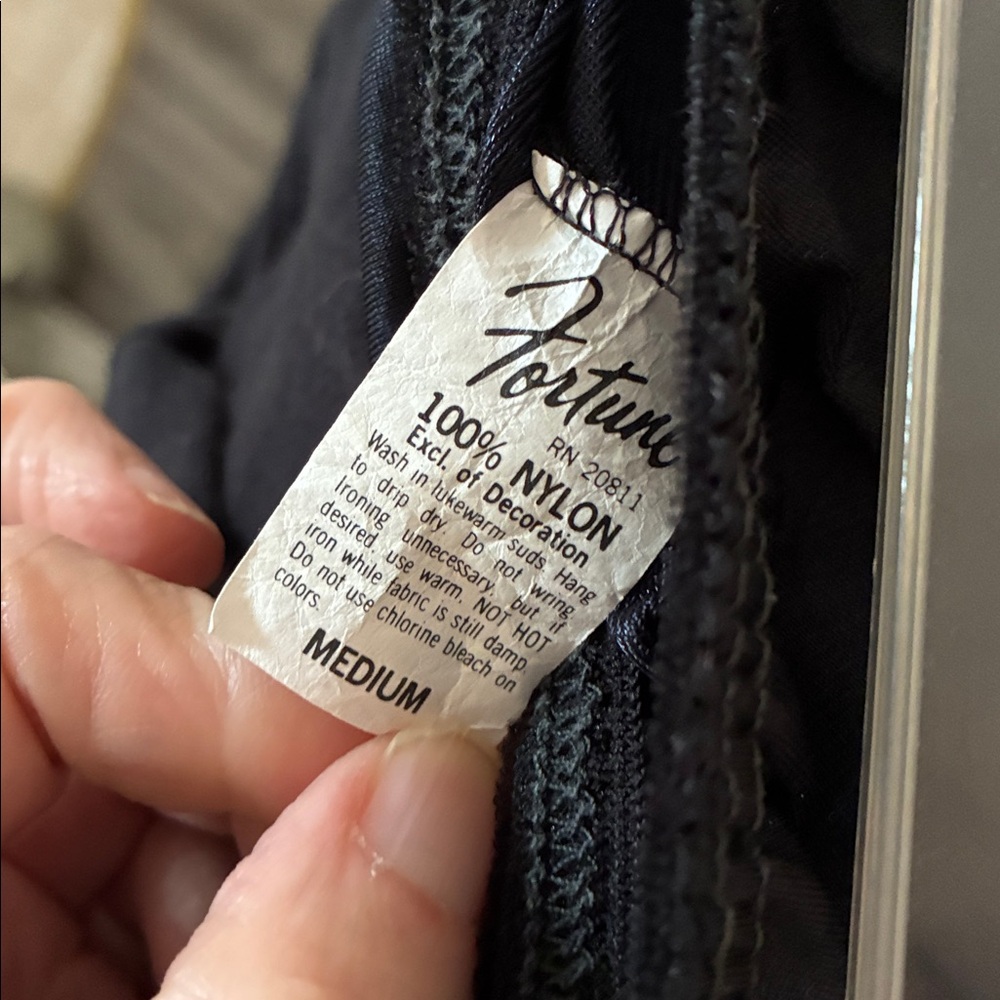 Fortune
RN 20811
100% NYLON
Excl. of Decoration
Wash in lukewarm suds. Hang
to drip dry. Do not wring.
Ironing unnecessary, but if
desired, use warm, NOT HOT
iron while fabric is still damp.
Do not use chlorine bleach on
colors.
MEDIUM